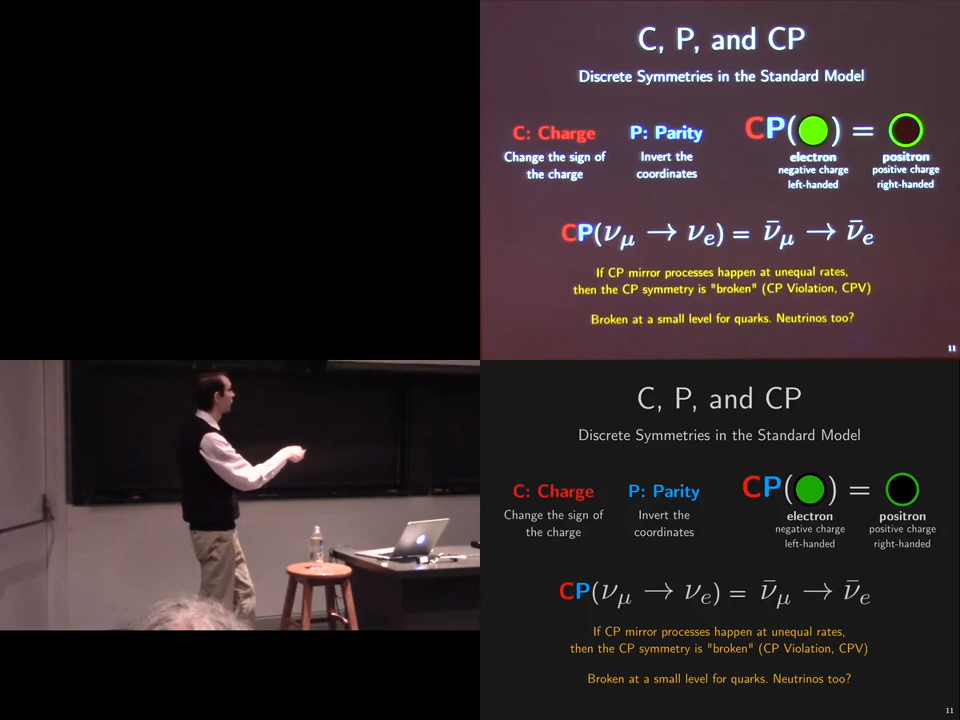 C, P, and CP
Discrete Symmetries in the Standard Model
C: Charge
Change the sign of
the charge
P: Parity
Invert the
coordinates
CP( ) =
electron
negative charge
left-handed
positron
positive charge
right-handed
CP(ν_μ → ν_e) = ν̄_μ → ν̄_e
If CP mirror processes happen at unequal rates,
then the CP symmetry is "broken" (CP Violation, CPV)
Broken at a small level for quarks. Neutrinos too?
11
C, P, and CP
Discrete Symmetries in the Standard Model
C: Charge
Change the sign of
the charge
P: Parity
Invert the
coordinates
CP( ) =
electron
negative charge
left-handed
positron
positive charge
right-handed
CP(ν_μ → ν_e) = ν̄_μ → ν̄_e
If CP mirror processes happen at unequal rates,
then the CP symmetry is "broken" (CP Violation, CPV)
Broken at a small level for quarks. Neutrinos too?
11